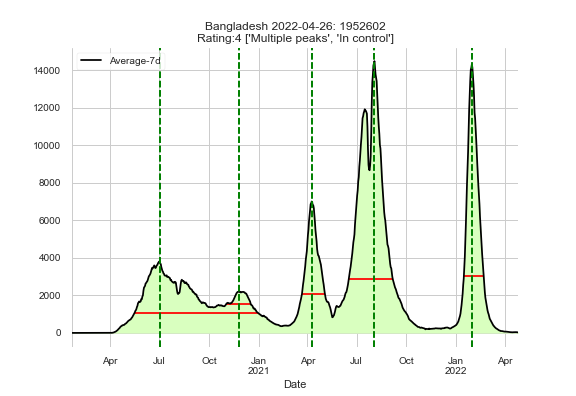 Bangladesh 2022-04-26: 1952602
Rating:4 ['Multiple peaks', 'In control']
Average-7d
14000
12000
10000
8000
6000
4000
2000
0
Apr Jul Oct Jan Apr Jul Oct Jan Apr
2021 2022
Date